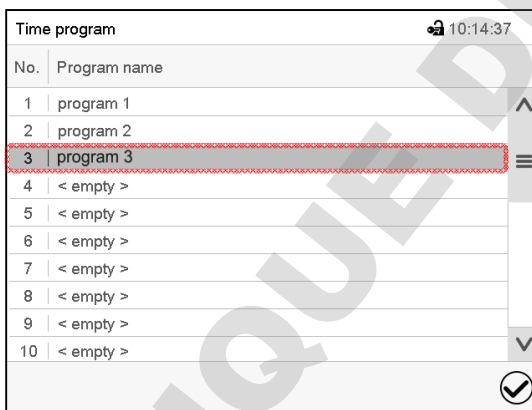 Time program 10:14:37
No. Program name
1 program 1
2 program 2
3 program 3
4 < empty >
5 < empty >
6 < empty >
7 < empty >
8 < empty >
9 < empty >
10 < empty >
QUE D